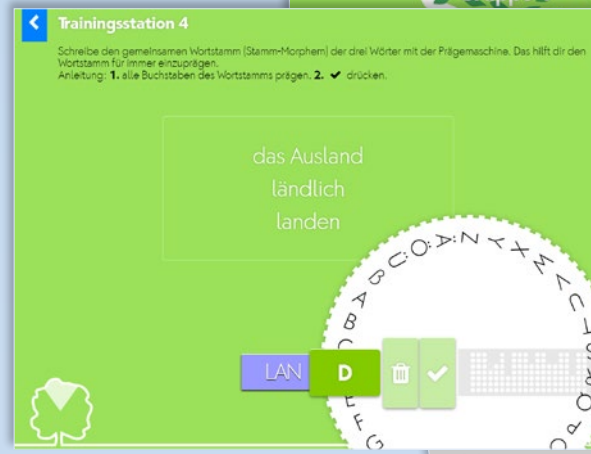 Trainingsstation 4
Schreibe den gemeinsamen Wortstamm (Stamm-Morphem) der drei Wörter mit der Prägemaschine. Das hilft dir den
Wortstamm für immer einzuprägen.
Anleitung: 1. alle Buchstaben des Wortstamms prägen. 2. ✔ drücken.
das Ausland
ländlich
landen
A B C
E F G
Q R
U V W X Y Z Ä Ö Ü ß
LAN D